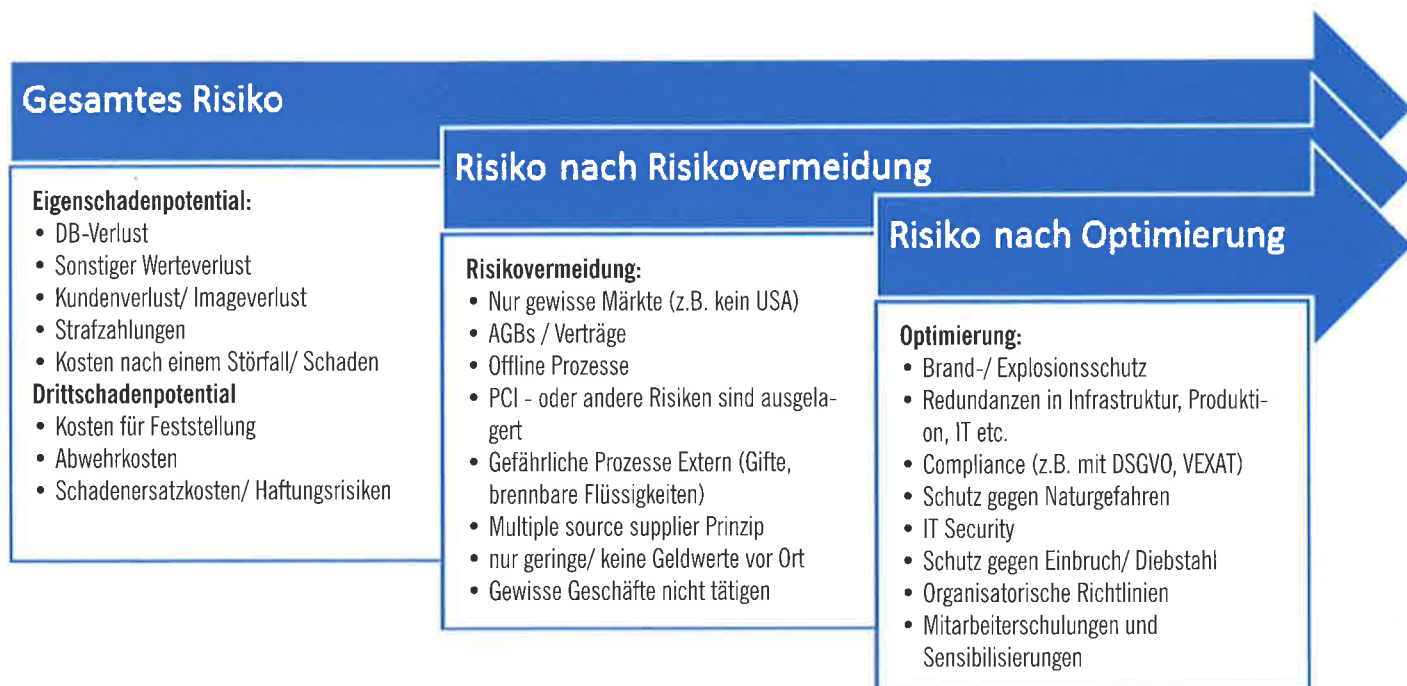 Gesamtes Risiko
Eigenschadenpotential:
• DB-Verlust
• Sonstiger Werteverlust
• Kundenverlust/ Imageverlust
• Strafzahlungen
• Kosten nach einem Störfall/ Schaden
Drittschadenpotential
• Kosten für Feststellung
• Abwehrkosten
• Schadenersatzkosten/ Haftungsrisiken
Risiko nach Risikovermeidung
Risikovermeidung:
• Nur gewisse Märkte (z.B. kein USA)
• AGBs / Verträge
• Offline Prozesse
• PCI - oder andere Risiken sind ausgela-
gert
• Gefährliche Prozesse Extern (Gifte,
brennbare Flüssigkeiten)
• Multiple source supplier Prinzip
• nur geringe/ keine Geldwerte vor Ort
• Gewisse Geschäfte nicht tätigen
Risiko nach Optimierung
Optimierung:
• Brand-/ Explosionsschutz
• Redundanzen in Infrastruktur, Produkti-
on, IT etc.
• Compliance (z.B. mit DSGVO, VEXAT)
• Schutz gegen Naturgefahren
• IT Security
• Schutz gegen Einbruch/ Diebstahl
• Organisatorische Richtlinien
• Mitarbeiterschulungen und
Sensibilisierungen